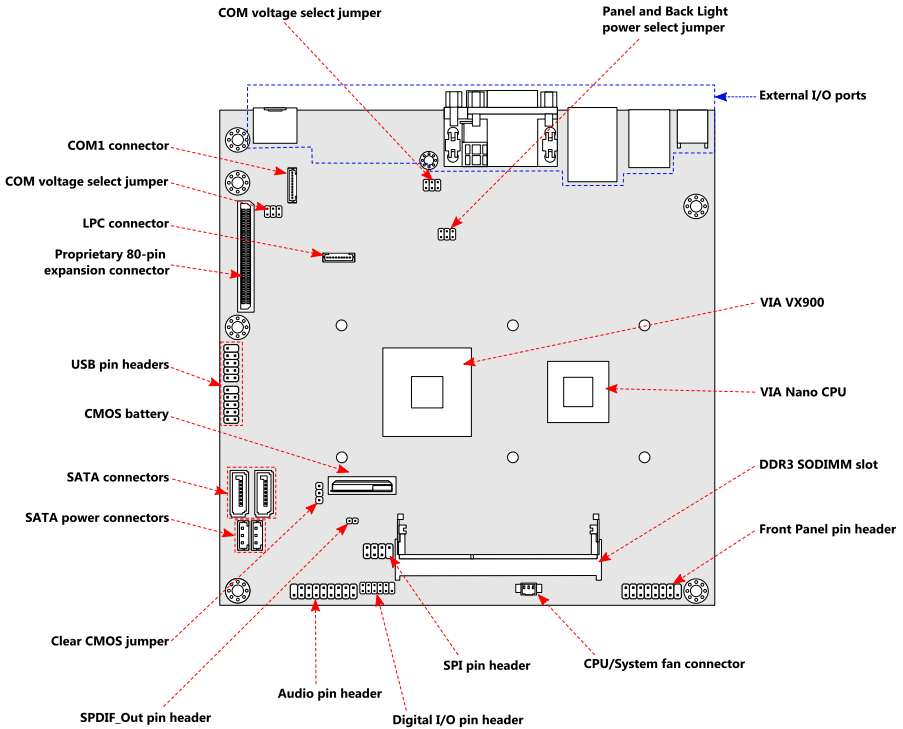 COM voltage select jumper
Panel and Back Light
power select jumper
External I/O ports
COM1 connector
COM voltage select jumper
LPC connector
Proprietary 80-pin
expansion connector
VIA VX900
USB pin headers
VIA Nano CPU
CMOS battery
DDR3 SODIMM slot
SATA connectors
SATA power connectors
Front Panel pin header
Clear CMOS jumper
SPI pin header
CPU/System fan connector
Audio pin header
SPDIF_Out pin header
Digital I/O pin header